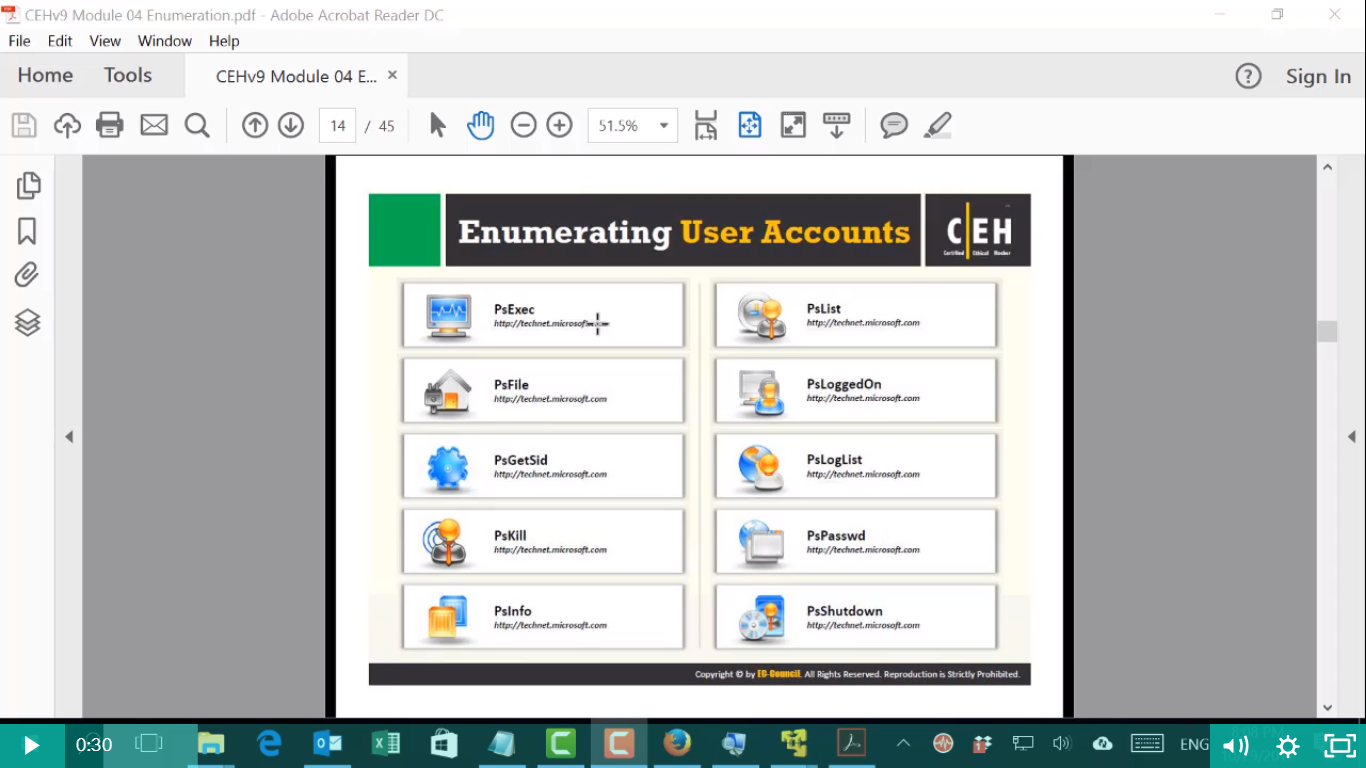 CEHv9 Module 04 Enumeration.pdf - Adobe Acrobat Reader DC
File Edit View Window Help
Home Tools CEHv9 Module 04 E... × Sign In
14 / 45 51.5%
Enumerating User Accounts
C EH
Certified Ethical Hacker
PsExec
http://technet.microsoft
PsList
http://technet.microsoft.com
PsFile
http://technet.microsoft.com
PsLoggedOn
http://technet.microsoft.com
PsGetSid
http://technet.microsoft.com
PsLogList
http://technet.microsoft.com
PsKill
http://technet.microsoft.com
PsPasswd
http://technet.microsoft.com
PsInfo
http://technet.microsoft.com
PsShutdown
http://technet.microsoft.com
Copyright © by EC-Council. All Rights Reserved. Reproduction is Strictly Prohibited.
0:30 ENG